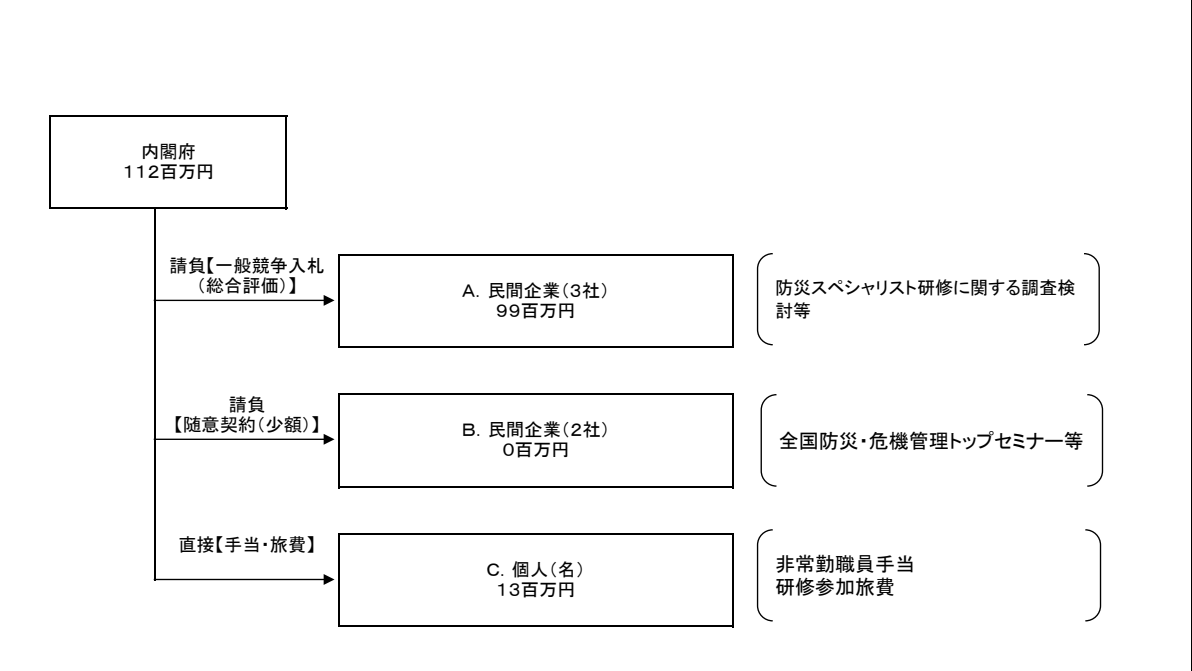 内閣府
112百万円
請負【一般競争入札
（総合評価）】
A. 民間企業（3社）
99百万円
防災スペシャリスト研修に関する調査検
討等
請負
【随意契約（少額）】
B. 民間企業（2社）
0百万円
全国防災・危機管理トップセミナー等
直接【手当・旅費】
C. 個人（名）
13百万円
非常勤職員手当
研修参加旅費